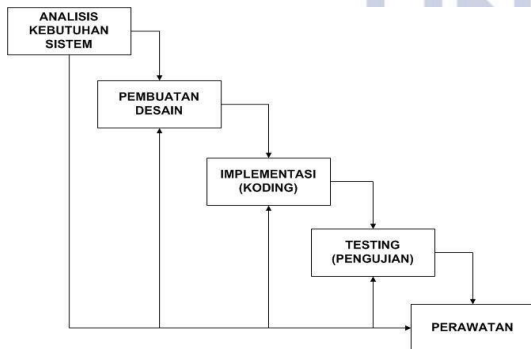 ANALISIS
KEBUTUHAN
SISTEM
PEMBUATAN
DESAIN
IMPLEMENTASI
(KODING)
TESTING
(PENGUJIAN)
PERAWATAN